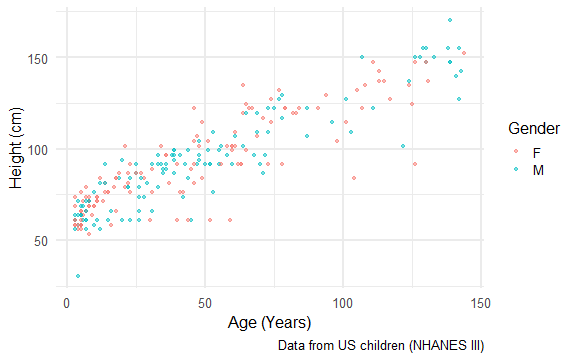 150
100
50
Height (cm)
0
50
100
150
Age (Years)
Gender
F
M
Data from US children (NHANES III)